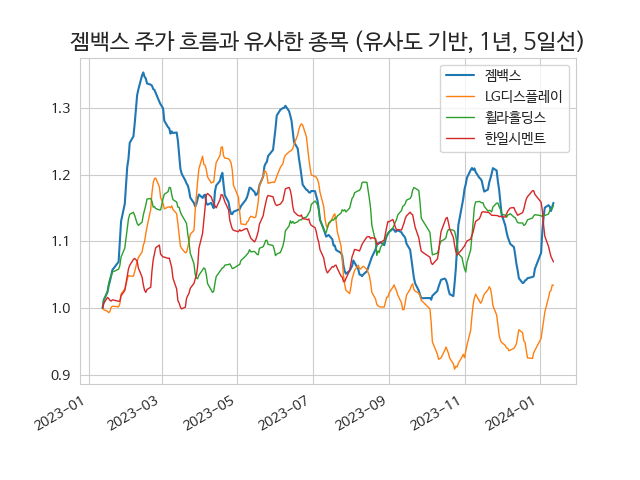 젬백스 주가 흐름과 유사한 종목 (유사도 기반, 1년, 5일선)
젬백스
LG디스플레이
휠라홀딩스
한일시멘트
1.3
1.2
1.1
1.0
0.9
2023-01
2023-03
2023-05
2023-07
2023-09
2023-11
2024-01